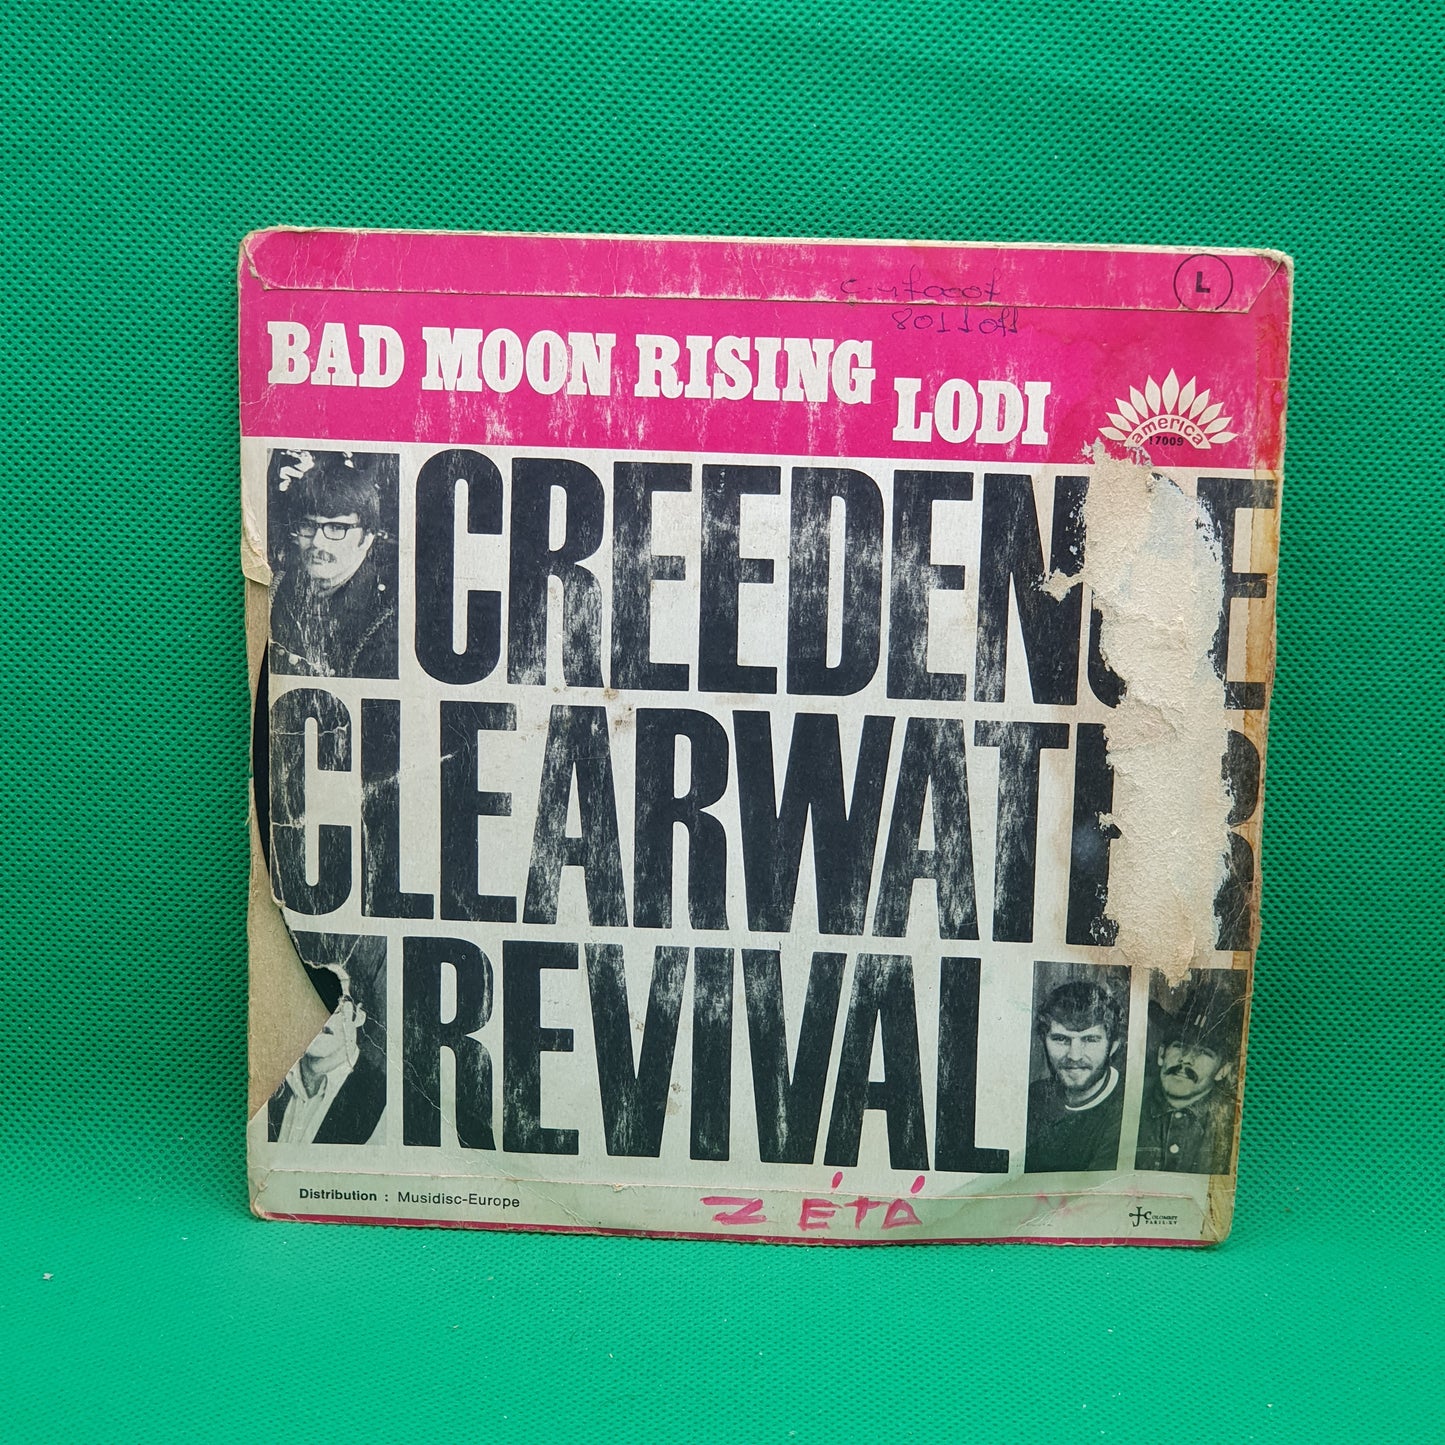 L
BAD MOON RISING
LODI
america
17009
CREEDENCE
CLEARWATER
REVIVAL
Distribution : Musidisc-Europe
ZÉTÁ